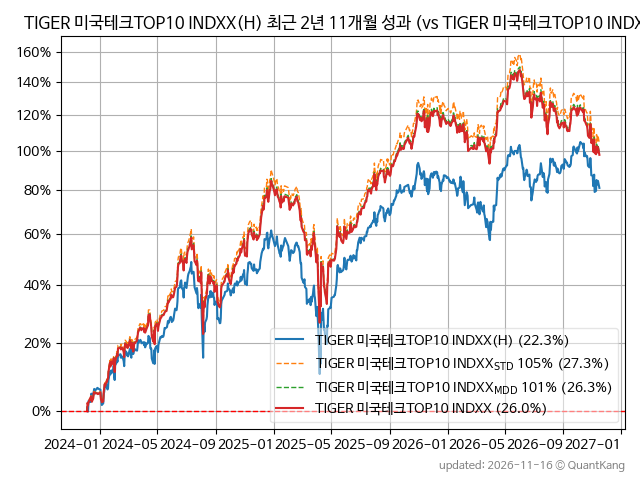 TIGER 미국테크TOP10 INDXX(H) 최근 2년 11개월 성과 (vs TIGER 미국테크TOP10 INDX
160%
140%
120%
100%
80%
60%
40%
20%
0%
TIGER 미국테크TOP10 INDXX(H) (22.3%)
TIGER 미국테크TOP10 INDXX_STD 105% (27.3%)
TIGER 미국테크TOP10 INDXX_MDD 101% (26.3%)
TIGER 미국테크TOP10 INDXX (26.0%)
2024-01 2024-05 2024-09 2025-01 2025-05 2025-09 2026-01 2026-05 2026-09 2027-01
updated: 2026-11-16 © QuantKang